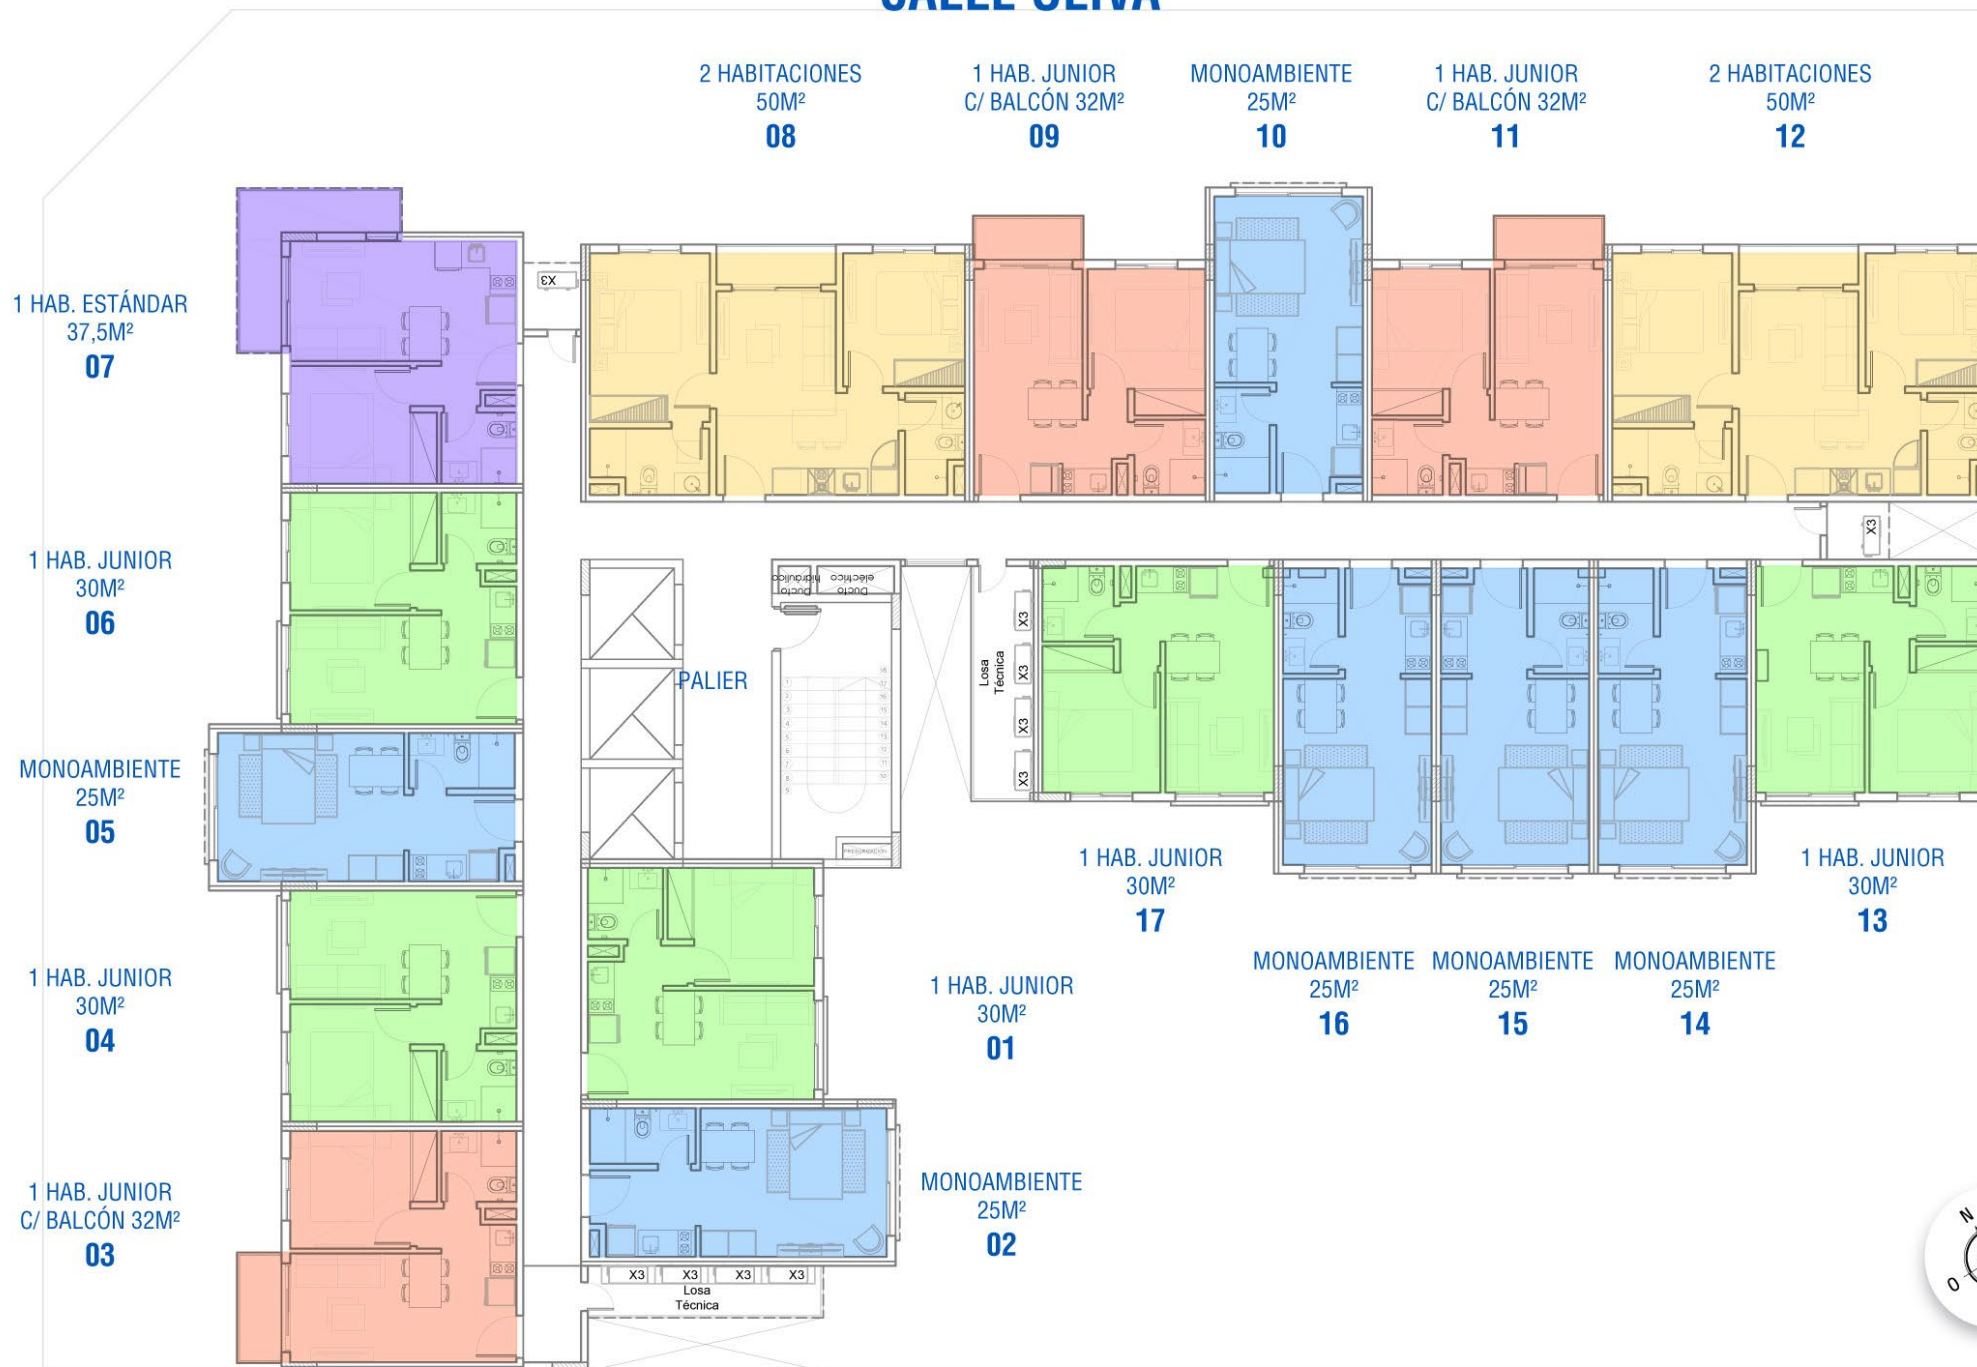 CALLE OLIVA
2 HABITACIONES
50M²
08
1 HAB. JUNIOR
C/ BALCÓN 32M²
09
MONOAMBIENTE
25M²
10
1 HAB. JUNIOR
C/ BALCÓN 32M²
11
2 HABITACIONES
50M²
12
1 HAB. ESTÁNDAR
37,5M²
07
X3
X3
1 HAB. JUNIOR
30M²
06
Ducto
hidráulico
Ducto
eléctrico
PALIER
Losa
Técnica
X3
X3
X3
X3
MONOAMBIENTE
25M²
05
PRESURIZACIÓN
1 HAB. JUNIOR
30M²
17
1 HAB. JUNIOR
30M²
13
MONOAMBIENTE
25M²
16
MONOAMBIENTE
25M²
15
MONOAMBIENTE
25M²
14
1 HAB. JUNIOR
30M²
04
1 HAB. JUNIOR
30M²
01
1 HAB. JUNIOR
C/ BALCÓN 32M²
03
MONOAMBIENTE
25M²
02
X3 X3 X3 X3
Losa
Técnica
N
O